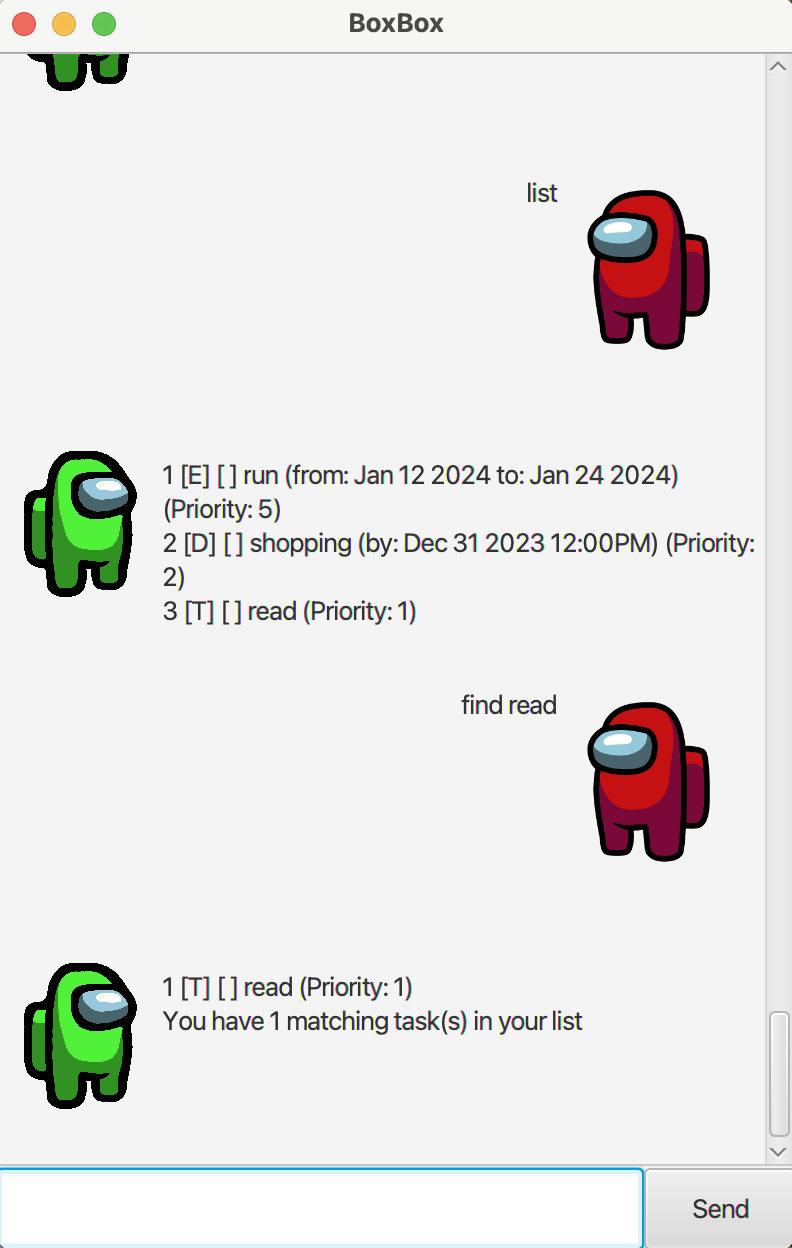 BoxBox
list
1 [E] [ ] run (from: Jan 12 2024 to: Jan 24 2024)
(Priority: 5)
2 [D] [ ] shopping (by: Dec 31 2023 12:00PM) (Priority:
2)
3 [T] [ ] read (Priority: 1)
find read
1 [T] [ ] read (Priority: 1)
You have 1 matching task(s) in your list
Send